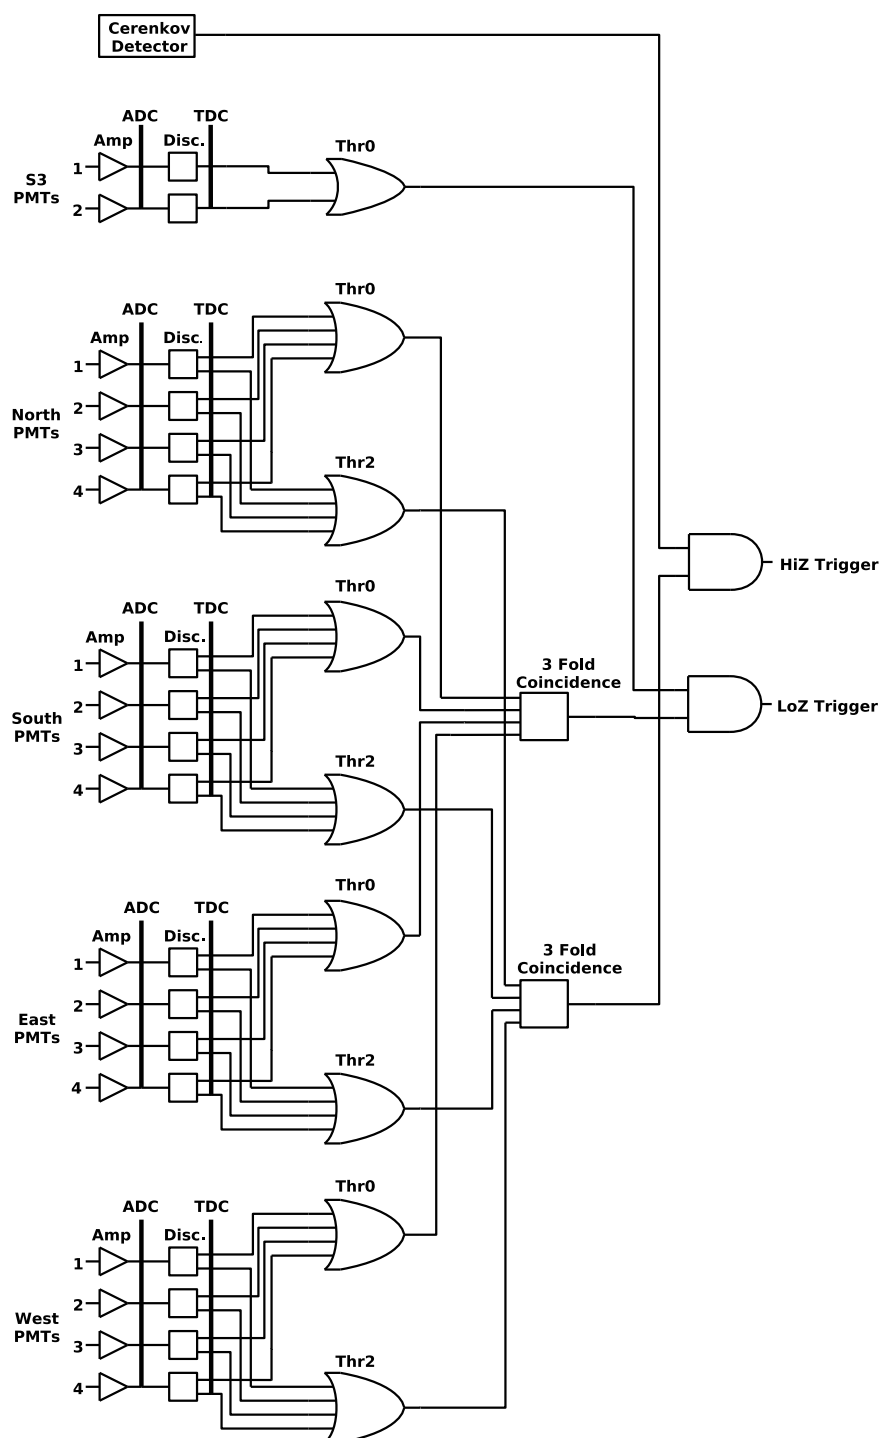 Cerenkov
Detector
ADC TDC
Amp Disc. Thr0
1
S3
PMTs
2
Thr0
ADC TDC
Amp Disc.
1
2
North
PMTs
3
Thr2
4
HiZ Trigger
Thr0
ADC TDC
Amp Disc.
1
3 Fold
Coincidence
2
South
PMTs
LoZ Trigger
3
Thr2
4
Thr0
ADC TDC
Amp Disc.
1
3 Fold
Coincidence
2
East
PMTs
3
Thr2
4
Thr0
ADC TDC
Amp Disc.
1
2
West
PMTs
3
Thr2
4